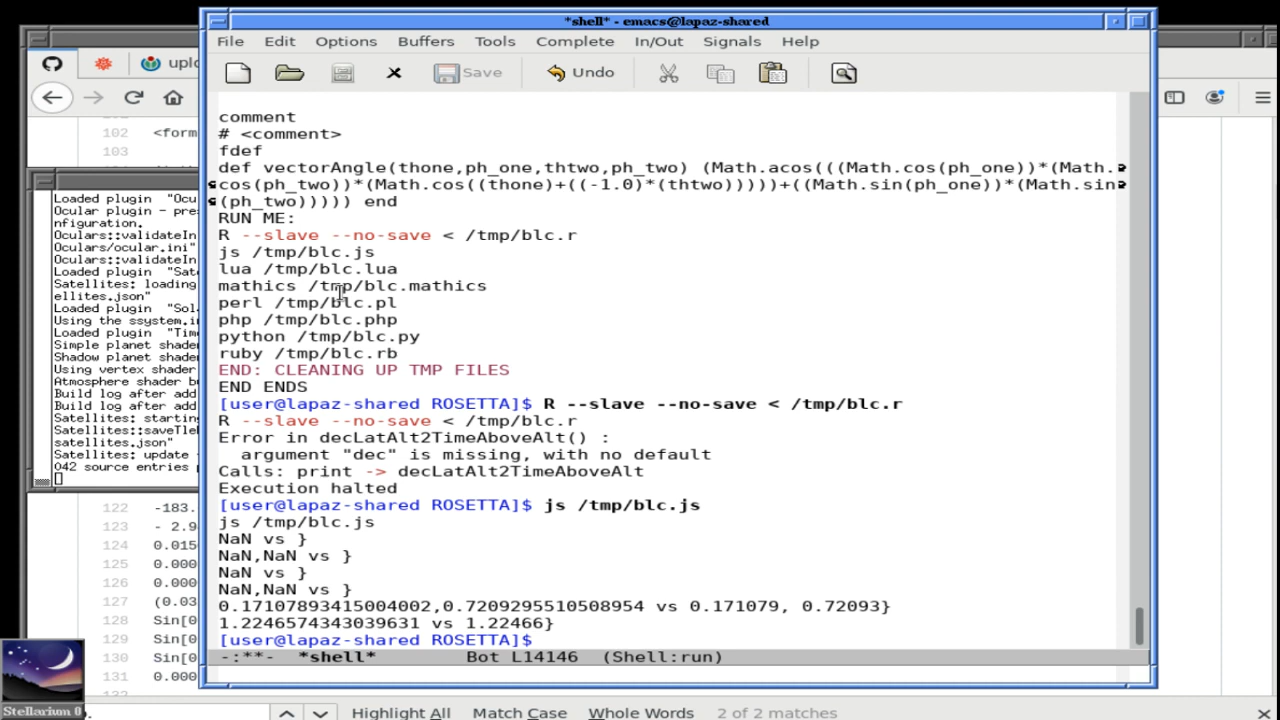 *shell* - emacs@lapaz-shared
File Edit Options Buffers Tools Complete In/Out Signals Help
Save Undo
comment
# <comment>
fdef
def vectorAngle(thone,ph_one,thtwo,ph_two) (Math.acos(((Math.cos(ph_one))*(Math.
cos(ph_two))*(Math.cos((thone)+((-1.0)*(thtwo)))))+((Math.sin(ph_one))*(Math.sin
(ph_two))))) end
RUN ME:
R --slave --no-save < /tmp/blc.r
js /tmp/blc.js
lua /tmp/blc.lua
mathics /tmp/blc.mathics
perl /tmp/blc.pl
php /tmp/blc.php
python /tmp/blc.py
ruby /tmp/blc.rb
END: CLEANING UP TMP FILES
END ENDS
[user@lapaz-shared ROSETTA]$ R --slave --no-save < /tmp/blc.r
R --slave --no-save < /tmp/blc.r
Error in decLatAlt2TimeAboveAlt() :
argument "dec" is missing, with no default
Calls: print -> decLatAlt2TimeAboveAlt
Execution halted
[user@lapaz-shared ROSETTA]$ js /tmp/blc.js
js /tmp/blc.js
NaN vs }
NaN,NaN vs }
NaN vs }
NaN,NaN vs }
0.17107893415004002,0.7209295510508954 vs 0.171079, 0.72093}
1.2246574343039631 vs 1.22466}
[user@lapaz-shared ROSETTA]$
-:**- *shell* Bot L14146 (Shell:run)
uplo
102 <form
103
Loaded plugin "Ocu
Ocular plugin - pre
nfiguration.
Oculars::validateIn
Oculars/ocular.ini"
Oculars::validateIn
Loaded plugin "Sat
Satellites: loading
ellites.json"
Loaded plugin "Sol
Using the ssystem.in
Loaded plugin "Tim
Simple planet shade
Shadow planet shade
Using vertex shader
Atmosphere shader b
Build log after add
Build log after add
Satellites: startin
Satellites::saveTle
satellites.json"
Satellites: update
042 source entries p
122 -183.
123 - 2.9
124 0.015
125 0.000
126 0.000
127 (0.03
128 Sin[0
129 Sin[0
130 Sin[0
131 0.000
Stellarium 0
Highlight All Match Case Whole Words 2 of 2 matches